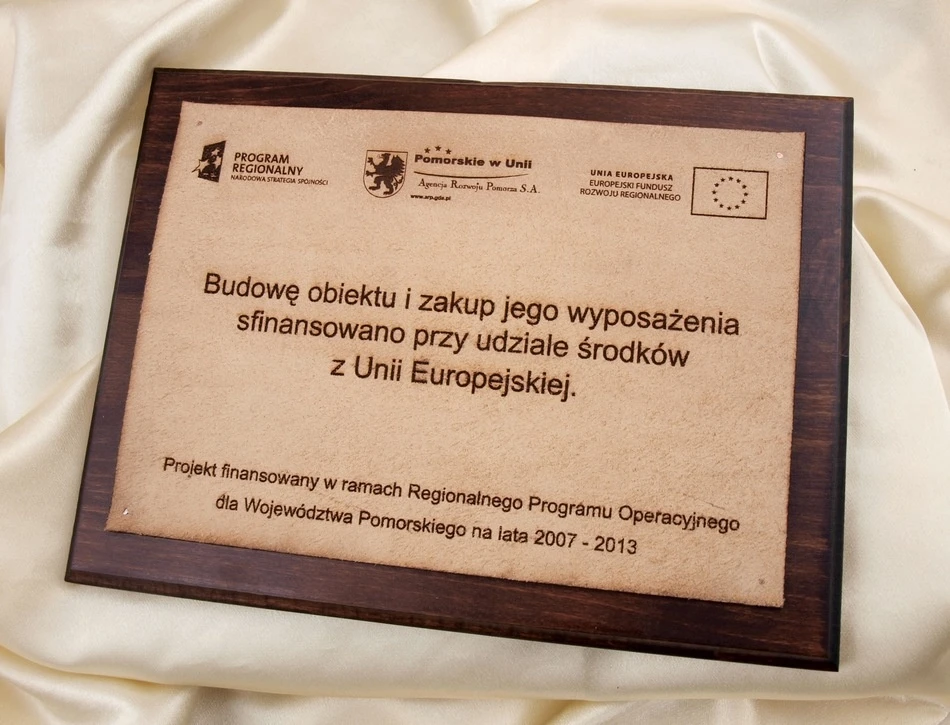 PROGRAM
REGIONALNY
NARODOWA STRATEGIA SPÓJNOŚCI
Pomorskie w Unii
Agencja Rozwoju Pomorza S.A.
www.arp.gda.pl
UNIA EUROPEJSKA
EUROPEJSKI FUNDUSZ
ROZWOJU REGIONALNEGO
Budowę obiektu i zakup jego wyposażenia
sfinansowano przy udziale środków
z Unii Europejskiej.
Projekt finansowany w ramach Regionalnego Programu Operacyjnego
dla Województwa Pomorskiego na lata 2007 - 2013